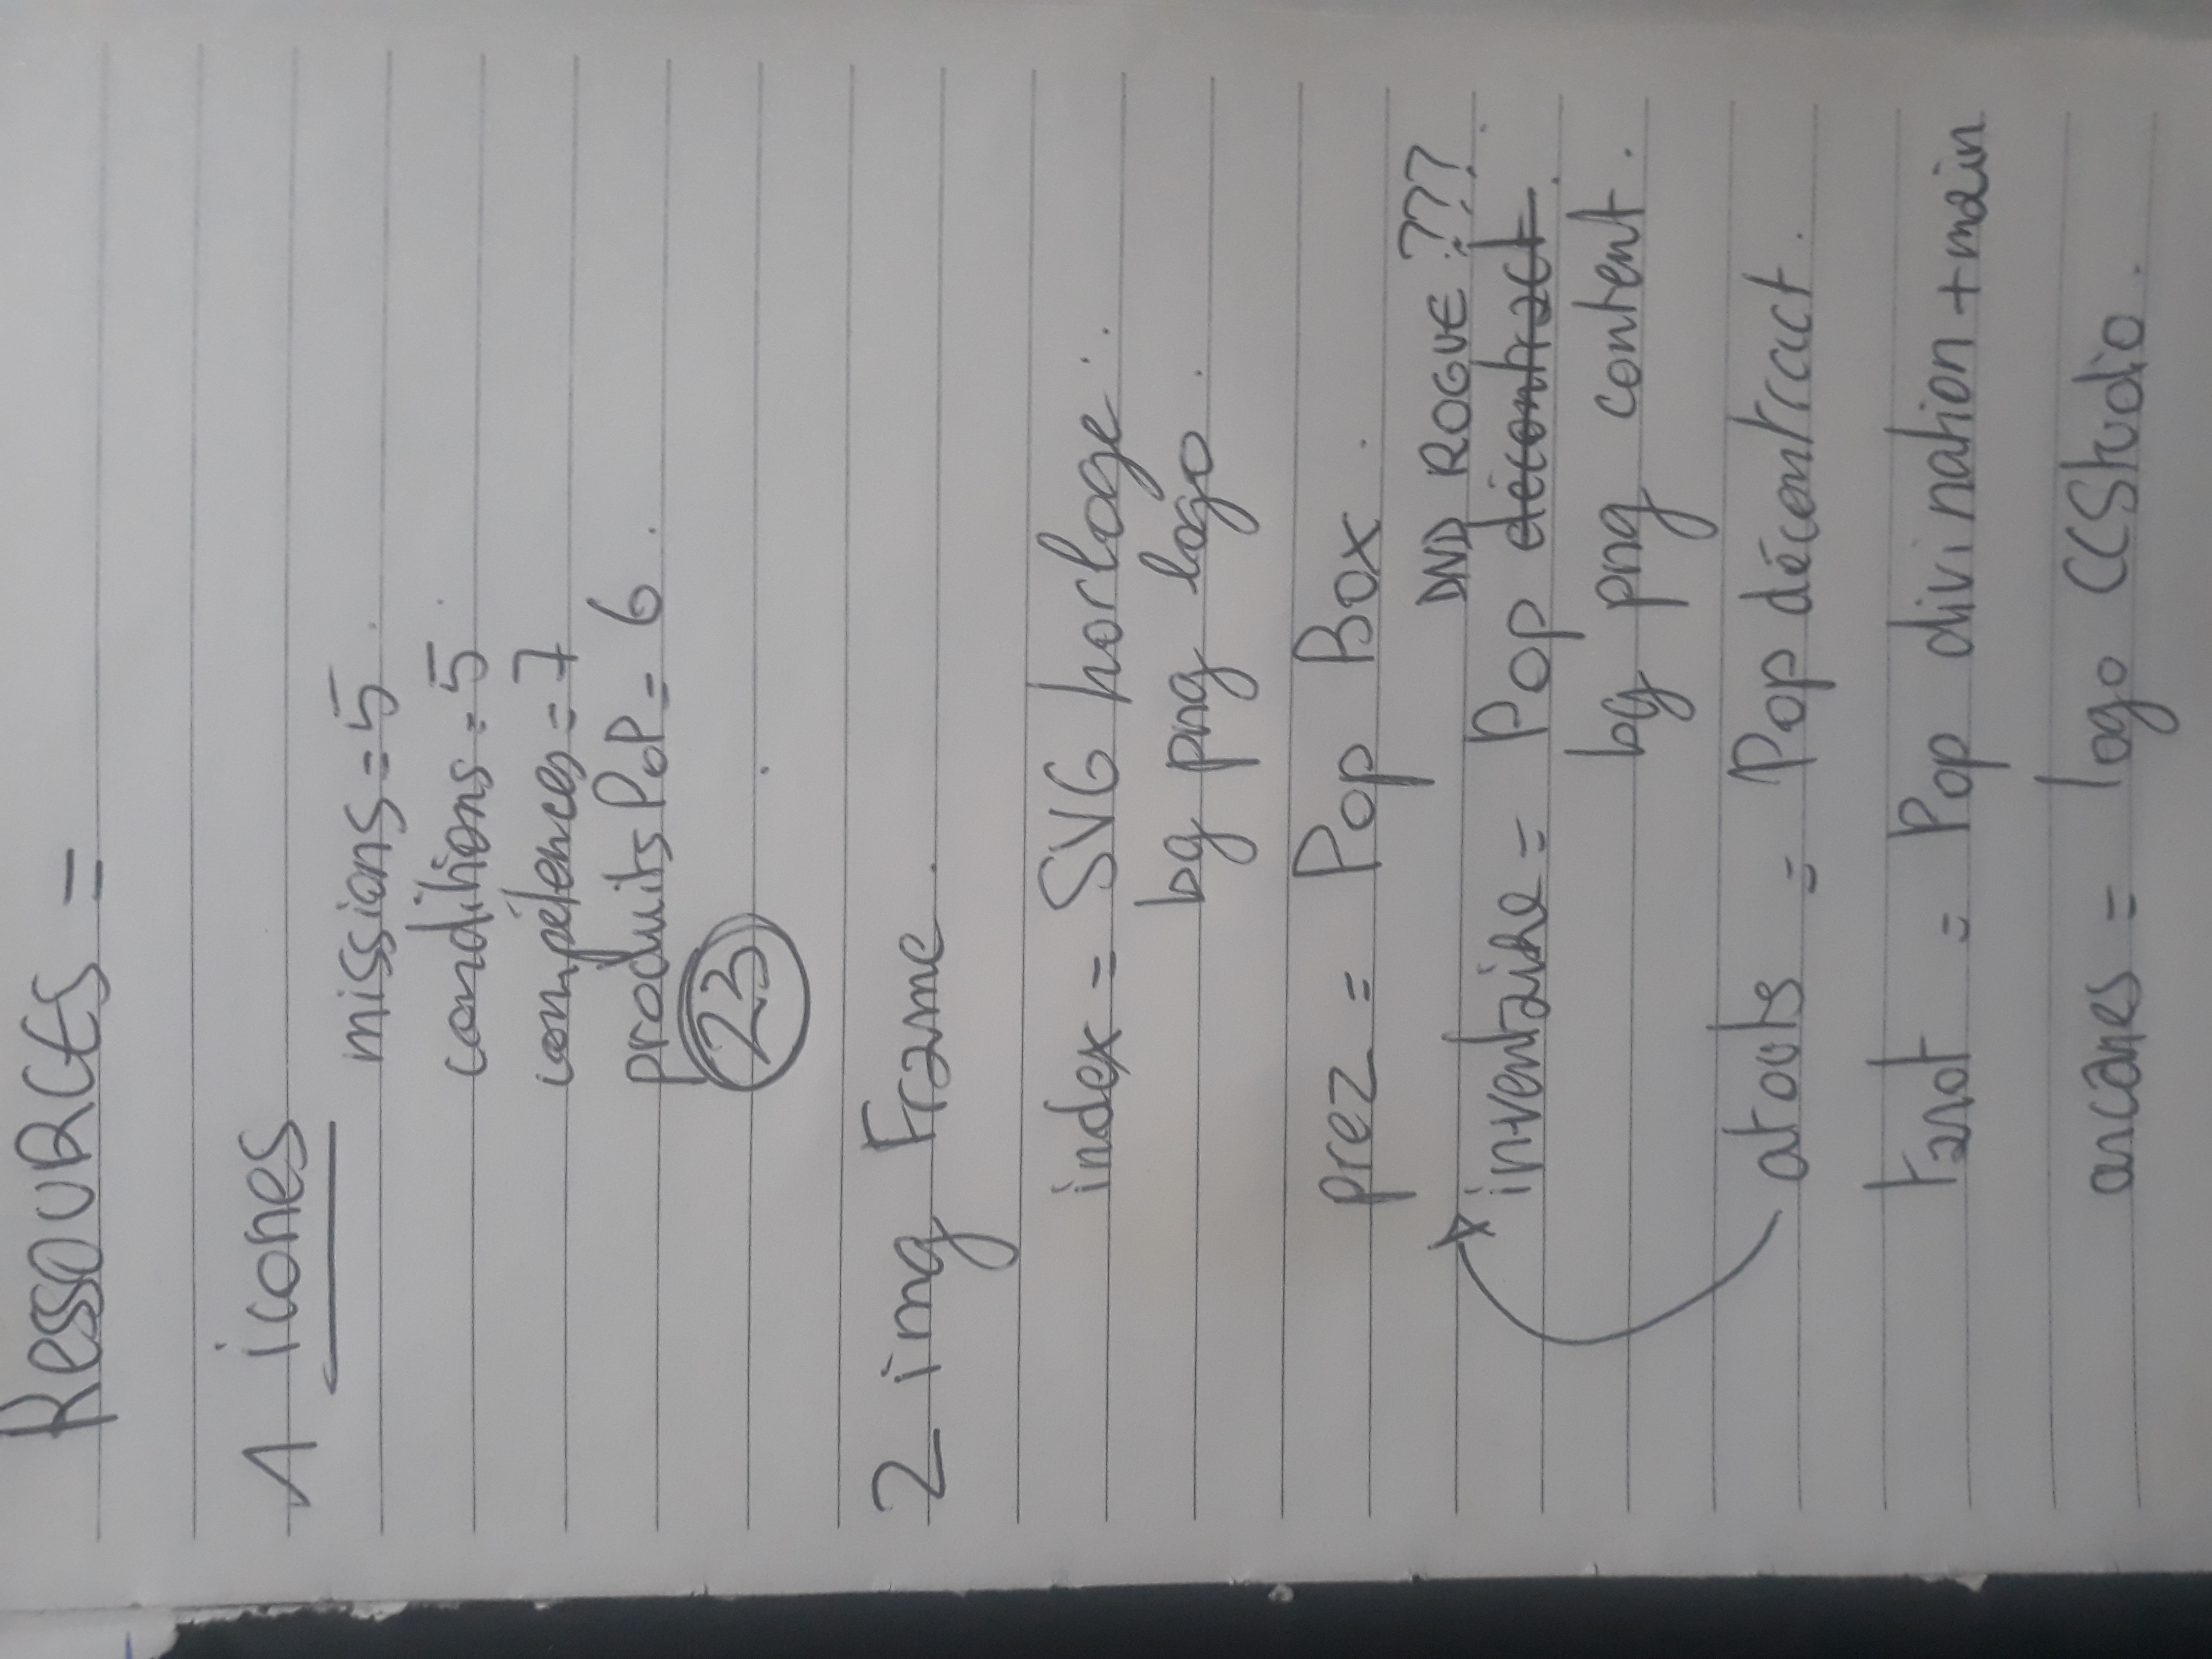 RESSOURCES =
1 icones
missions = 5.
conditions = 5
compétences = 7
produits PoP = 6.
23
2 img Frame.
index = SVG horloge.
bg png logo.
prez = Pop Box.
DND ROGUE ???
inventaire = Pop décontract.
bg png content.
atouts = Pop décontract.
tarot = Pop divination + main
arcanes = logo CCStudio.